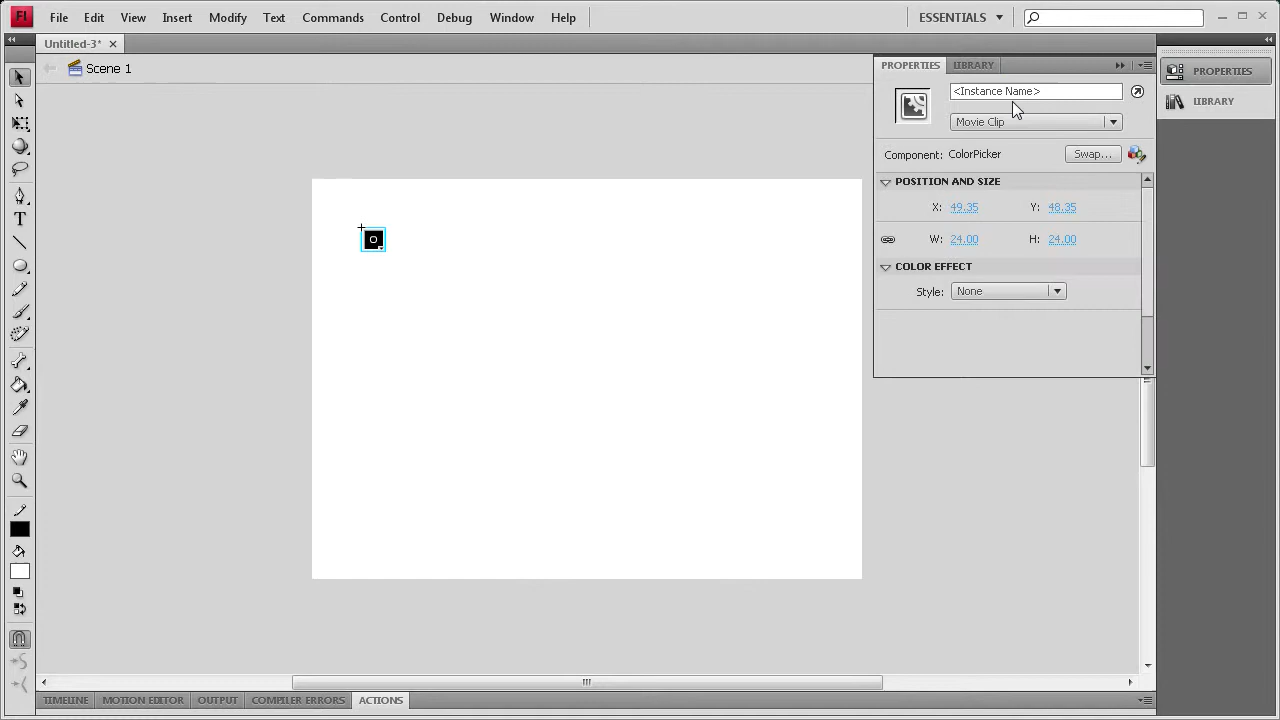 Fl File Edit View Insert Modify Text Commands Control Debug Window Help ESSENTIALS
Untitled-3*
Scene 1
PROPERTIES LIBRARY
<Instance Name>
Movie Clip
Component: ColorPicker Swap...
POSITION AND SIZE
X: 49.35 Y: 48.35
W: 24.00 H: 24.00
COLOR EFFECT
Style: None
PROPERTIES
LIBRARY
TIMELINE MOTION EDITOR OUTPUT COMPILER ERRORS ACTIONS